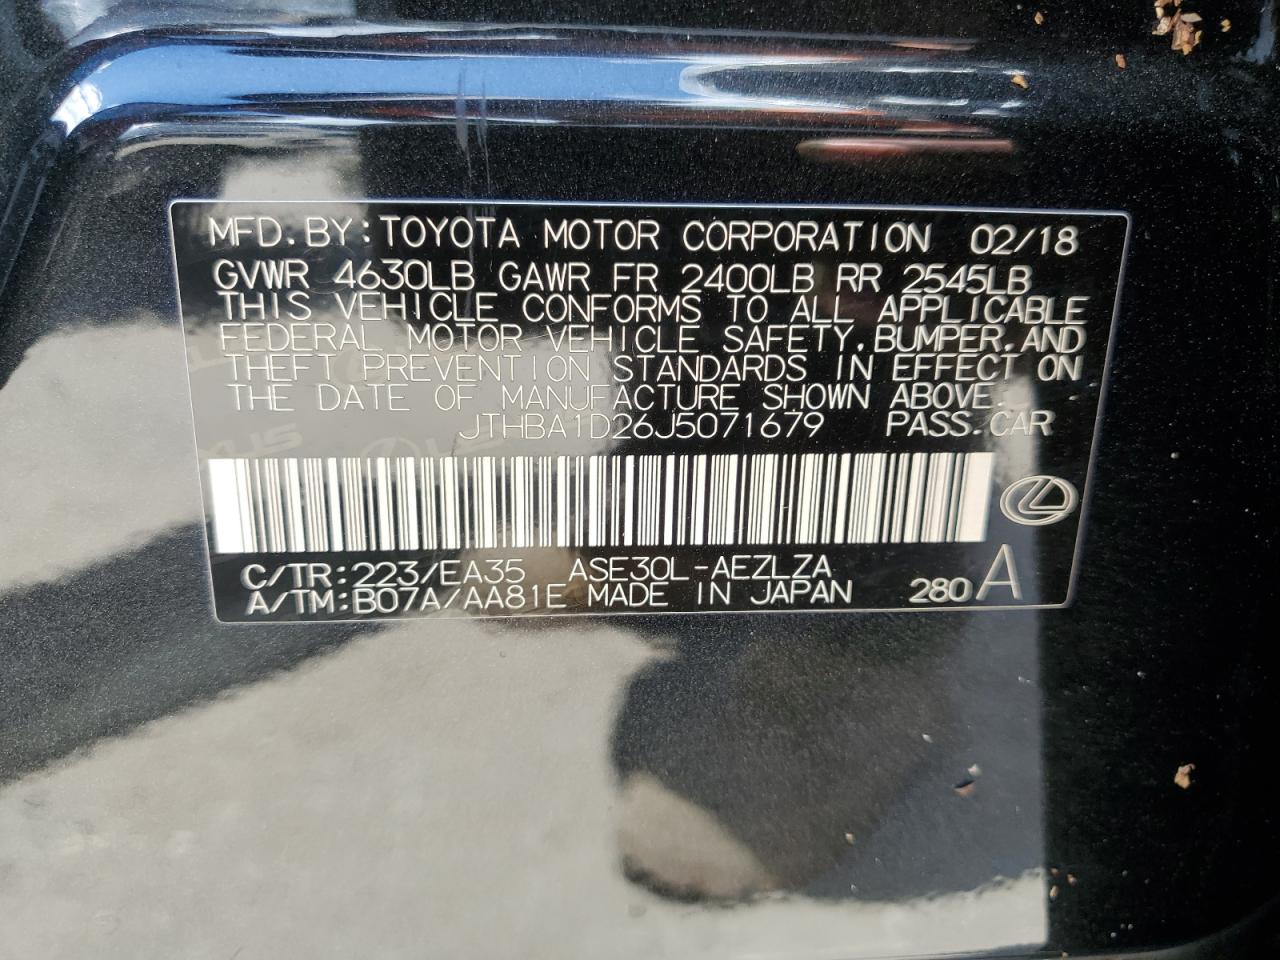 MFD.BY:TOYOTA MOTOR CORPORATION 02/18
GVWR 4630LB GAWR FR 2400LB RR 2545LB
THIS VEHICLE CONFORMS TO ALL APPLICABLE
FEDERAL MOTOR VEHICLE SAFETY,BUMPER,AND
THEFT PREVENTION STANDARDS IN EFFECT ON
THE DATE OF MANUFACTURE SHOWN ABOVE.
JTHBA1D26J5071679 PASS.CAR
C/TR:223/EA35 ASE30L-AEZLZA
A/TM:B07A/AA81E MADE IN JAPAN 280 A